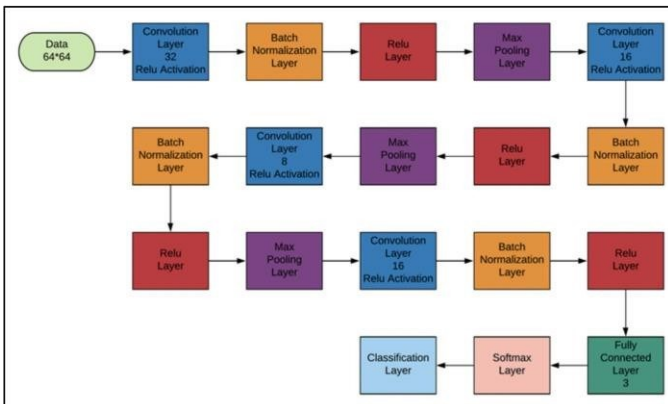 Data
64*64
Convolution
Layer
32
Relu Activation
Batch
Normalization
Layer
Relu
Layer
Max
Pooling
Layer
Convolution
Layer
16
Relu Activation
Batch
Normalization
Layer
Relu
Layer
Max
Pooling
Layer
Convolution
Layer
8
Relu Activation
Batch
Normalization
Layer
Relu
Layer
Max
Pooling
Layer
Convolution
Layer
16
Relu Activation
Batch
Normalization
Layer
Relu
Layer
Fully
Connected
Layer
3
Softmax
Layer
Classification
Layer